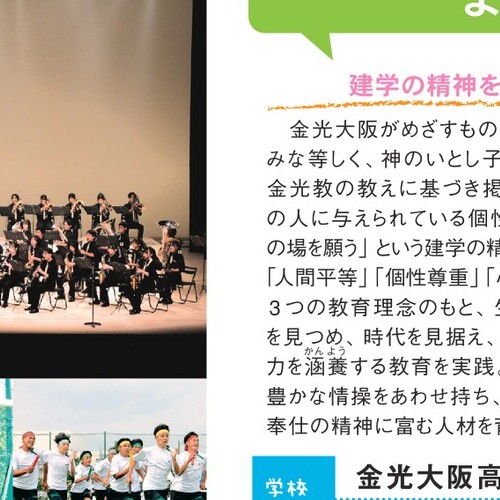 よ
建学の精神を
金光大阪がめざすもの
みな等しく、神のいとし子
金光教の教えに基づき掲
の人に与えられている個性
の場を願う」という建学の精
「人間平等」「個性尊重」「
３つの教育理念のもと、生
を見つめ、時代を見据え、
かん よう
力を涵養する教育を実践。
豊かな情操をあわせ持ち、
奉仕の精神に富む人材を育
学校
金光大阪高